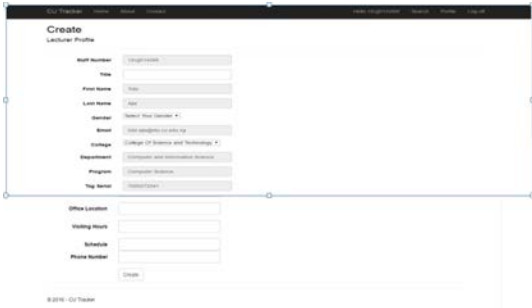 CU Tracker Home About Contact Search Profile Log off
Create
Lecturer Profile
Staff Number
Title
First Name
Last Name
Gender Select Your Gender
Email
College College Of Science and Technology
Department Computer and Information Science
Program Computer Science
Tag Serial
Office Location
Visiting Hours
Schedule
Phone Number
Create
© 2016 - CU Tracker